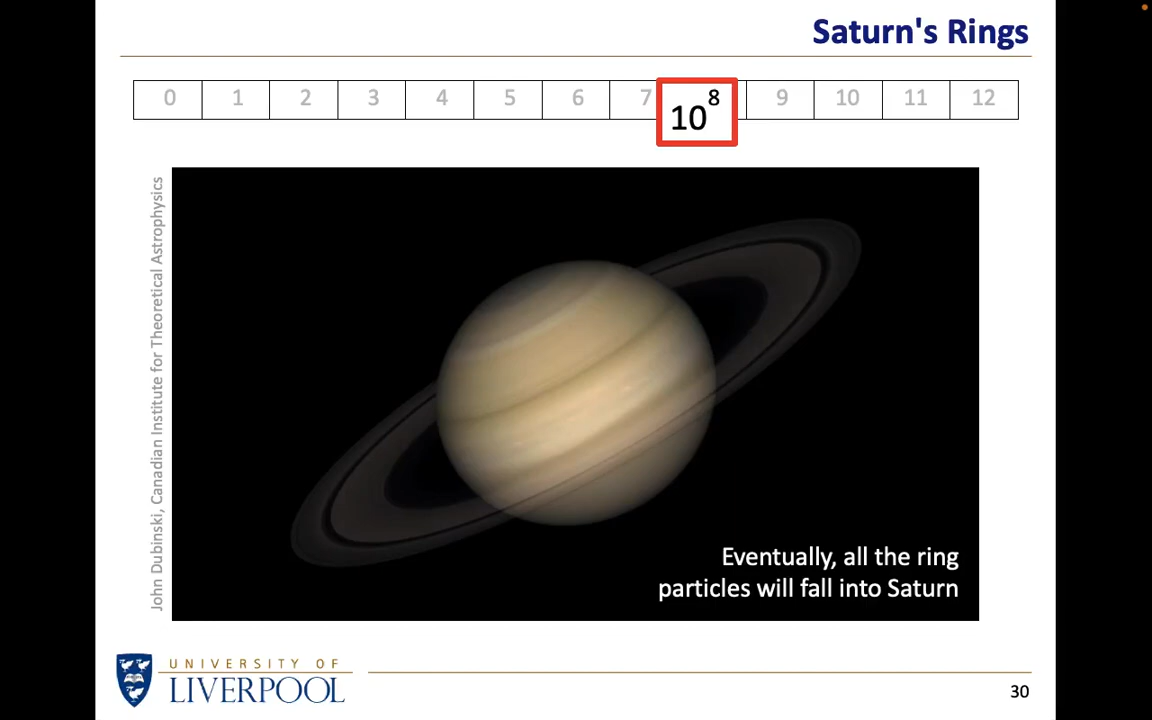 Saturn's Rings
0 1 2 3 4 5 6 7 10⁸ 9 10 11 12
John Dubinski, Canadian Institute for Theoretical Astrophysics
Eventually, all the ring
particles will fall into Saturn
UNIVERSITY OF
LIVERPOOL
30